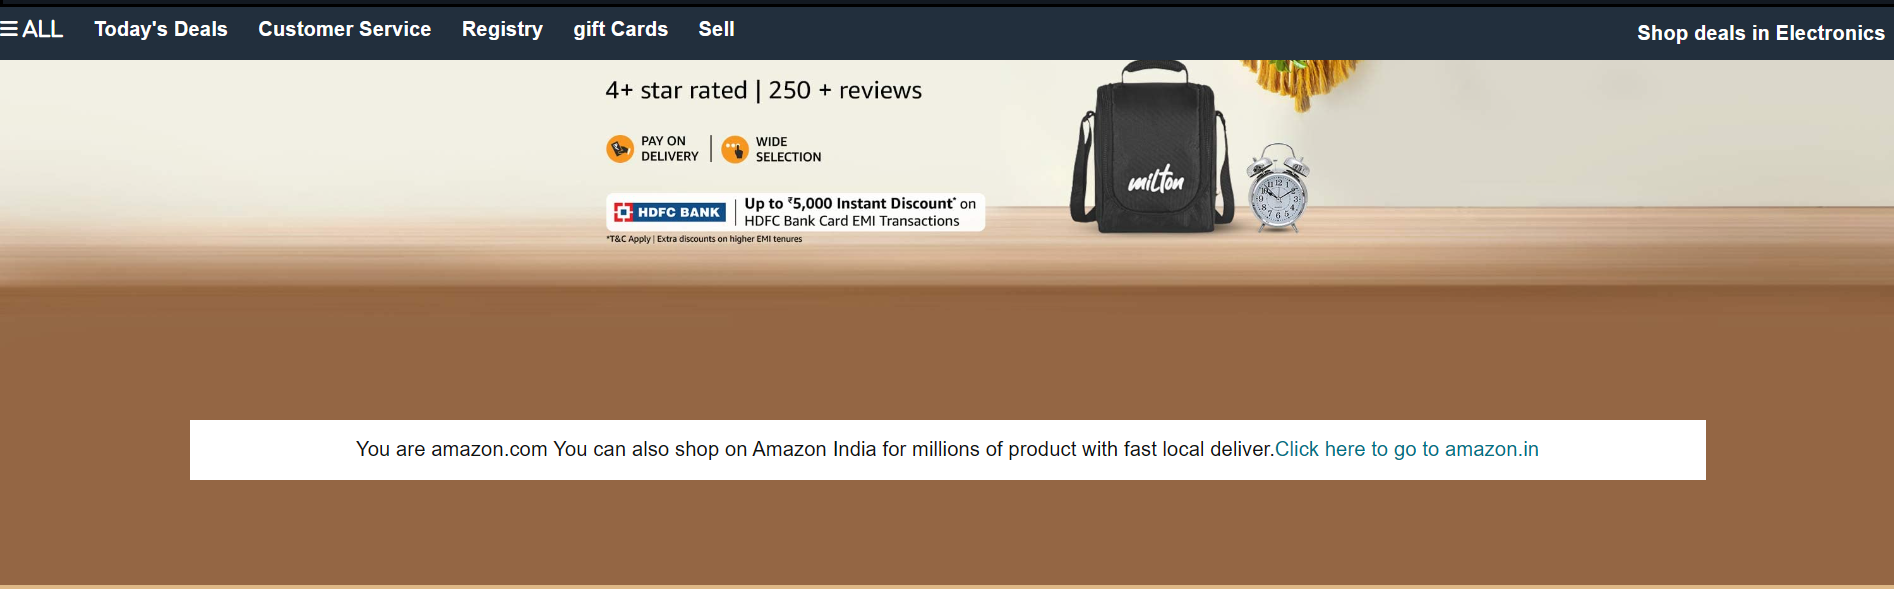 ALL Today's Deals Customer Service Registry gift Cards Sell Shop deals in Electronics
4+ star rated | 250 + reviews
PAY ON
DELIVERY
WIDE
SELECTION
milton
HDFC BANK
Up to ₹5,000 Instant Discount* on
HDFC Bank Card EMI Transactions
*T&C Apply | Extra discounts on higher EMI tenures
You are amazon.com You can also shop on Amazon India for millions of product with fast local deliver.Click here to go to amazon.in